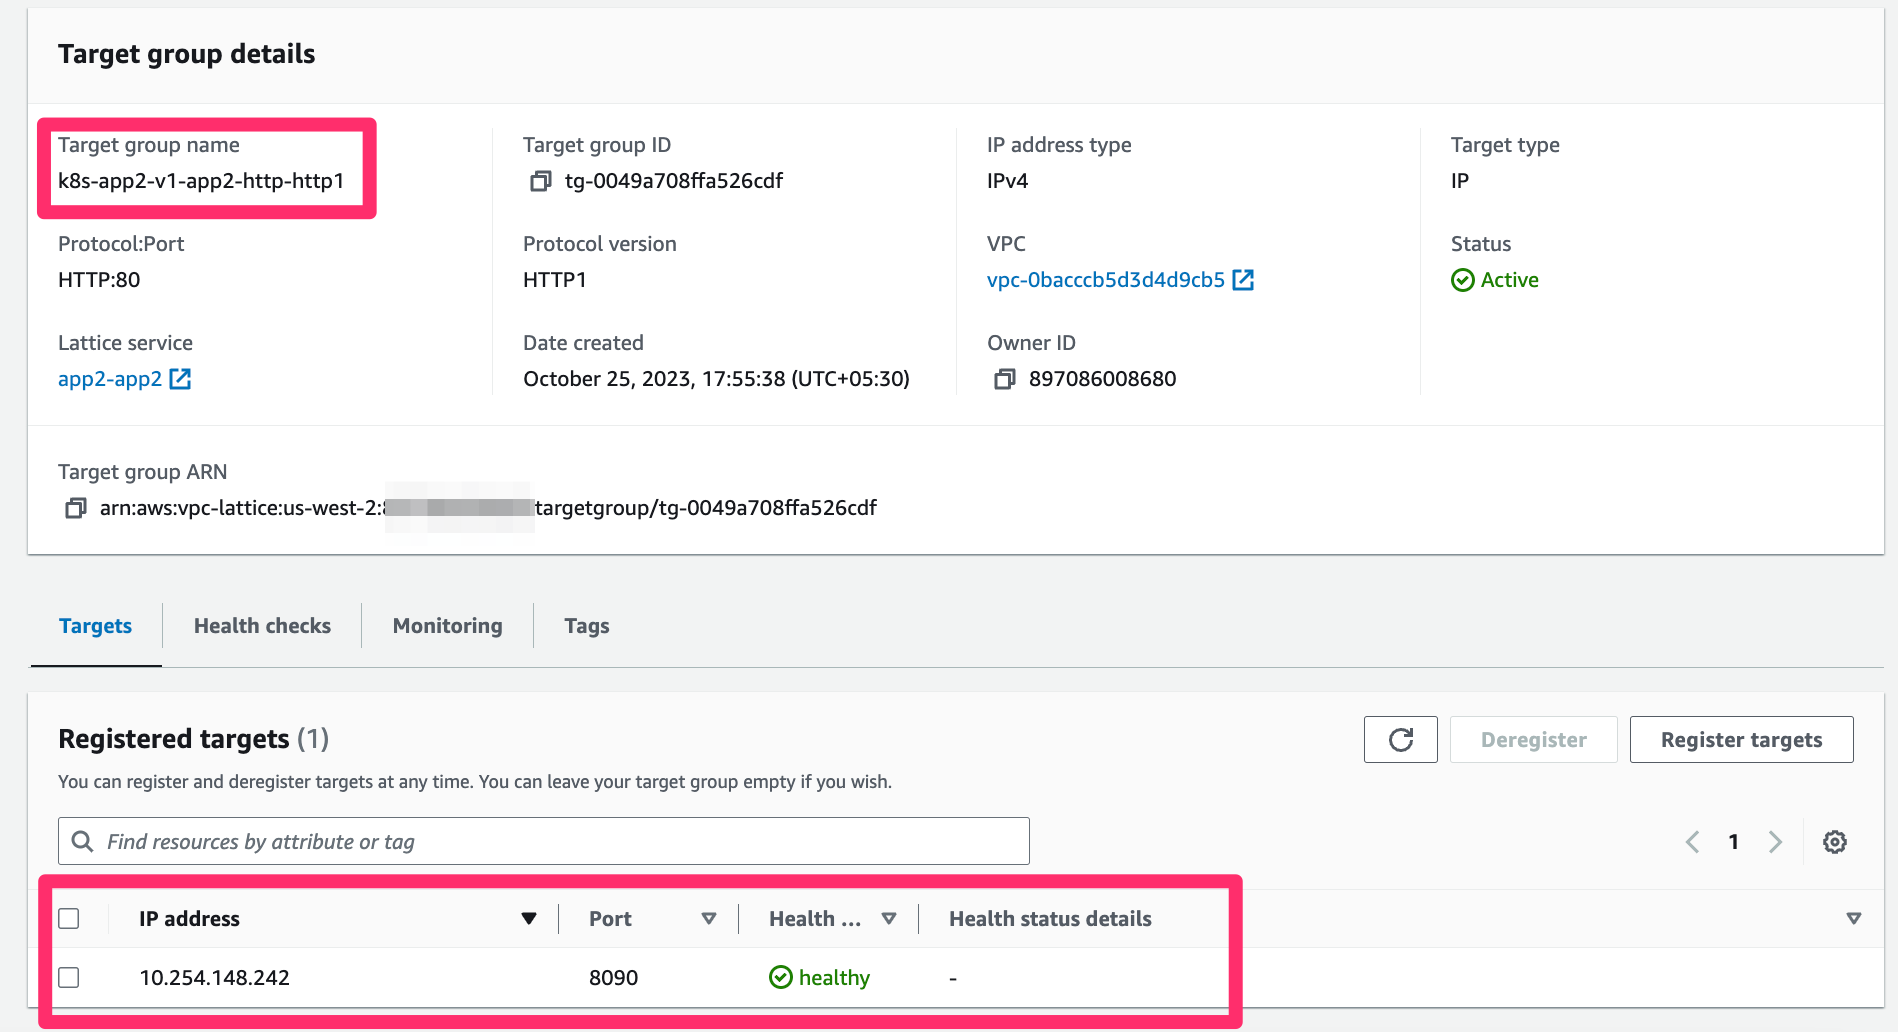 Target group details
Target group name
k8s-app2-v1-app2-http-http1
Target group ID
tg-0049a708ffa526cdf
IP address type
IPv4
Target type
IP
Protocol:Port
HTTP:80
Protocol version
HTTP1
VPC
vpc-0bacccb5d3d4d9cb5
Status
Active
Lattice service
app2-app2
Date created
October 25, 2023, 17:55:38 (UTC+05:30)
Owner ID
897086008680
Target group ARN
arn:aws:vpc-lattice:us-west-2: targetgroup/tg-0049a708ffa526cdf
Targets
Health checks
Monitoring
Tags
Registered targets (1)
Deregister
Register targets
You can register and deregister targets at any time. You can leave your target group empty if you wish.
Find resources by attribute or tag
1
IP address Port Health ... Health status details
10.254.148.242 8090 healthy -